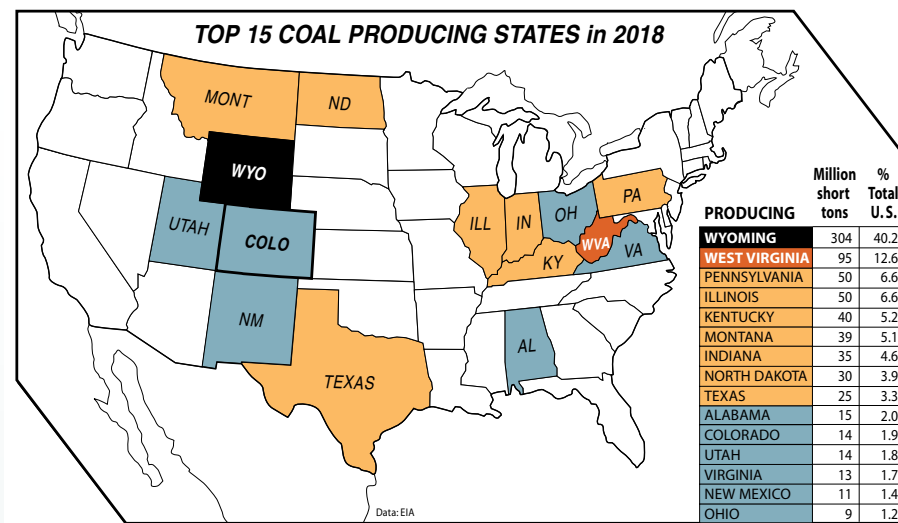 TOP 15 COAL PRODUCING STATES in 2018
MONT
ND
WYO
UTAH
COLO
NM
TEXAS
ILL
IN
OH
PA
WVA
KY
VA
AL
Data: EIA
PRODUCING Million short tons % Total U.S.
WYOMING 304 40.2
WEST VIRGINIA 95 12.6
PENNSYLVANIA 50 6.6
ILLINOIS 50 6.6
KENTUCKY 40 5.2
MONTANA 39 5.1
INDIANA 35 4.6
NORTH DAKOTA 30 3.9
TEXAS 25 3.3
ALABAMA 15 2.0
COLORADO 14 1.9
UTAH 14 1.8
VIRGINIA 13 1.7
NEW MEXICO 11 1.4
OHIO 9 1.2